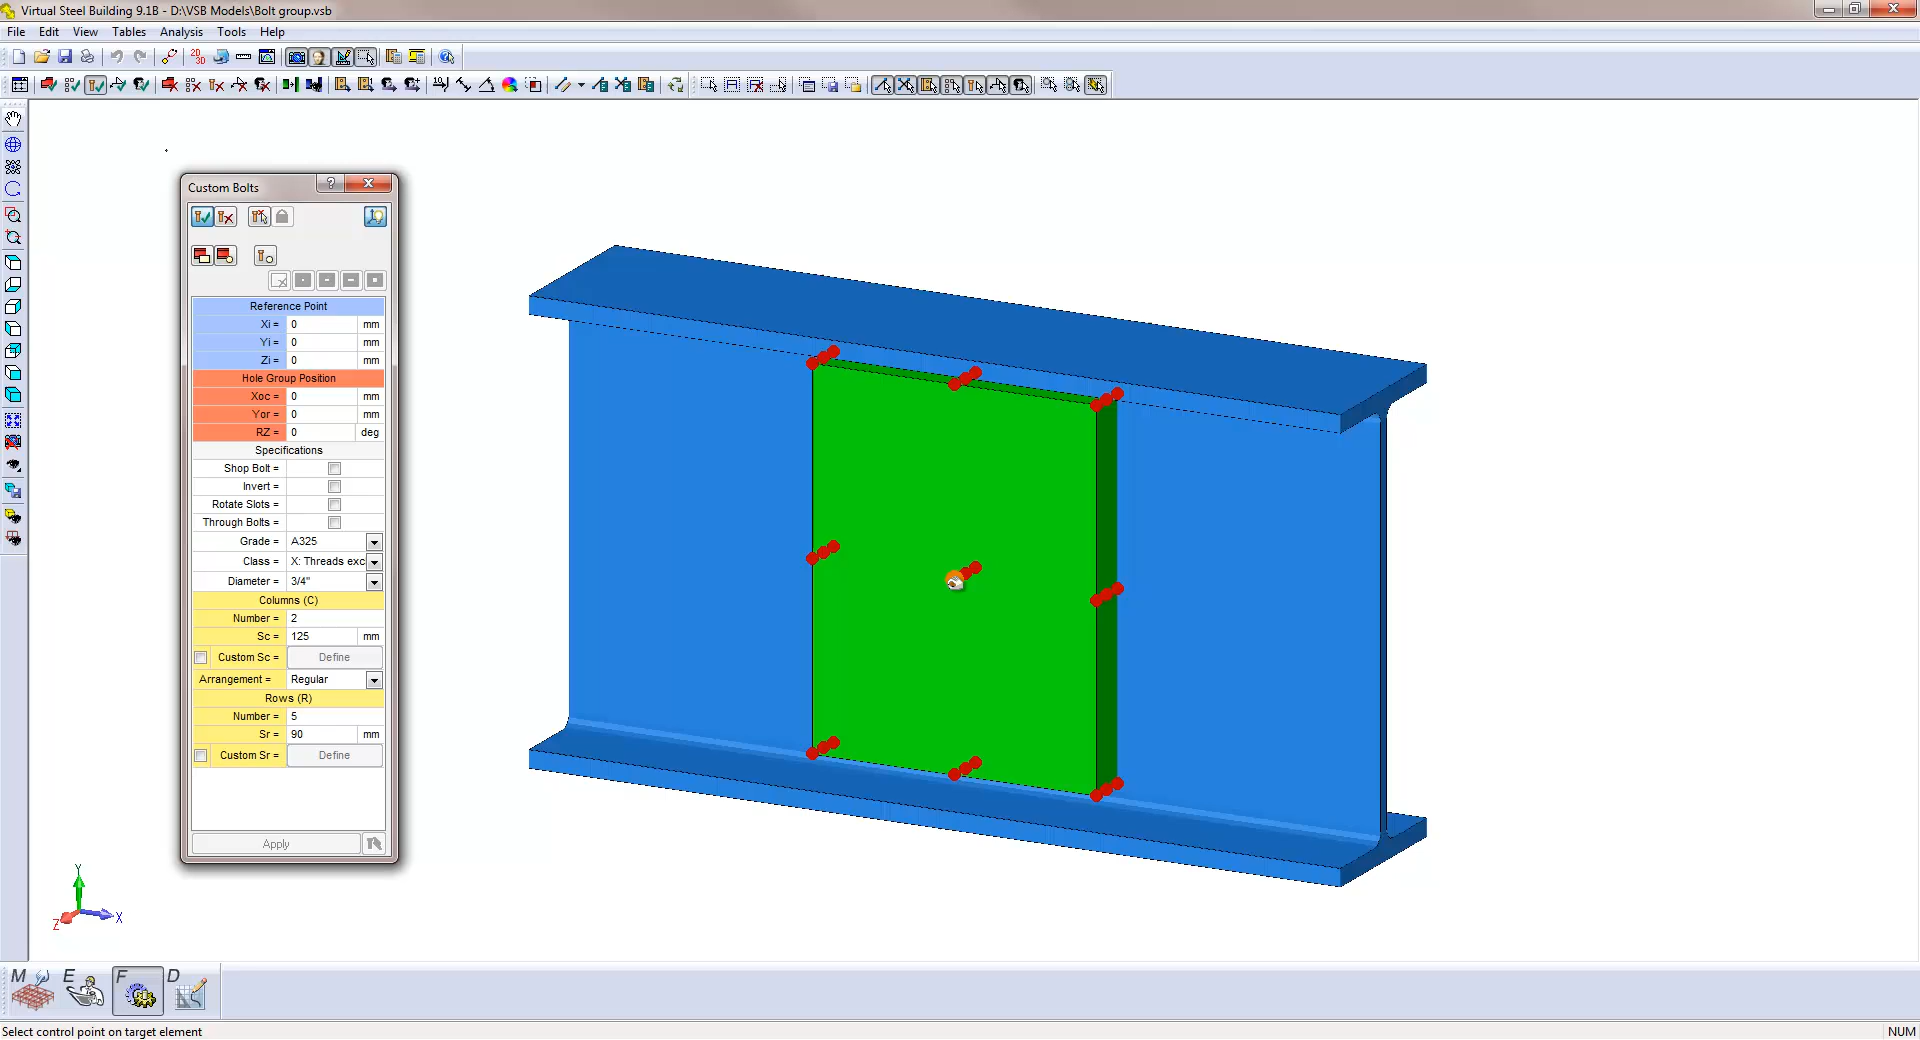 Virtual Steel Building 9.1B - D:\VSB Models\Bolt group.vsb
File Edit View Tables Analysis Tools Help
Custom Bolts
Reference Point
Xi = 0 mm
Yi = 0 mm
Zi = 0 mm
Hole Group Position
Xoc = 0 mm
Yor = 0 mm
RZ = 0 deg
Specifications
Shop Bolt =
Invert =
Rotate Slots =
Through Bolts =
Grade = A325
Class = X: Threads exc
Diameter = 3/4"
Columns (C)
Number = 2
Sc = 125 mm
Custom Sc = Define
Arrangement = Regular
Rows (R)
Number = 5
Sr = 90 mm
Custom Sr = Define
Apply
Y
Z X
M E F D
Select control point on target element NUM